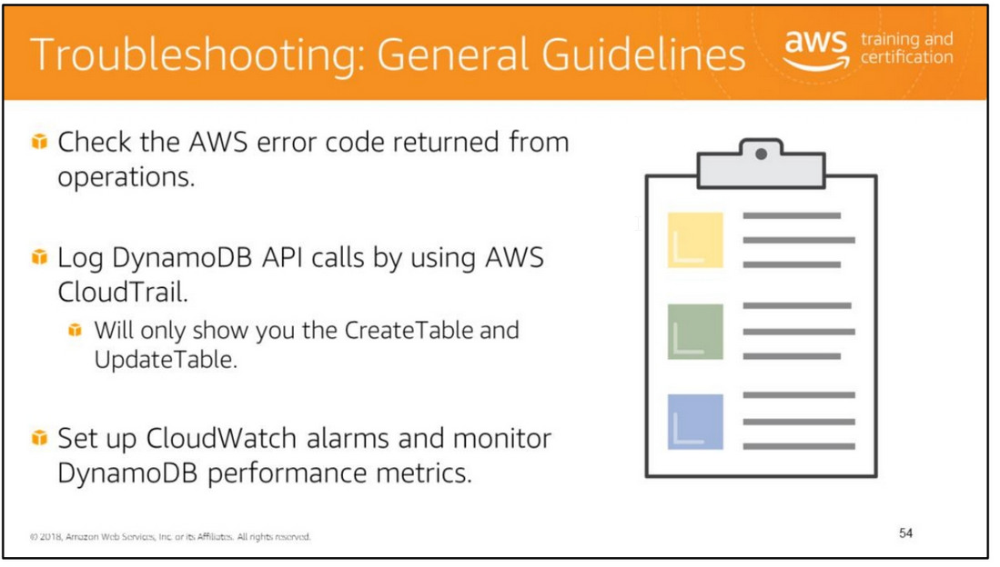 Troubleshooting: General Guidelines
aws training and
certification
Check the AWS error code returned from
operations.
Log DynamoDB API calls by using AWS
CloudTrail.
Will only show you the CreateTable and
UpdateTable.
Set up CloudWatch alarms and monitor
DynamoDB performance metrics.
© 2018, Amazon Web Services, Inc. or its Affiliates. All rights reserved.
54